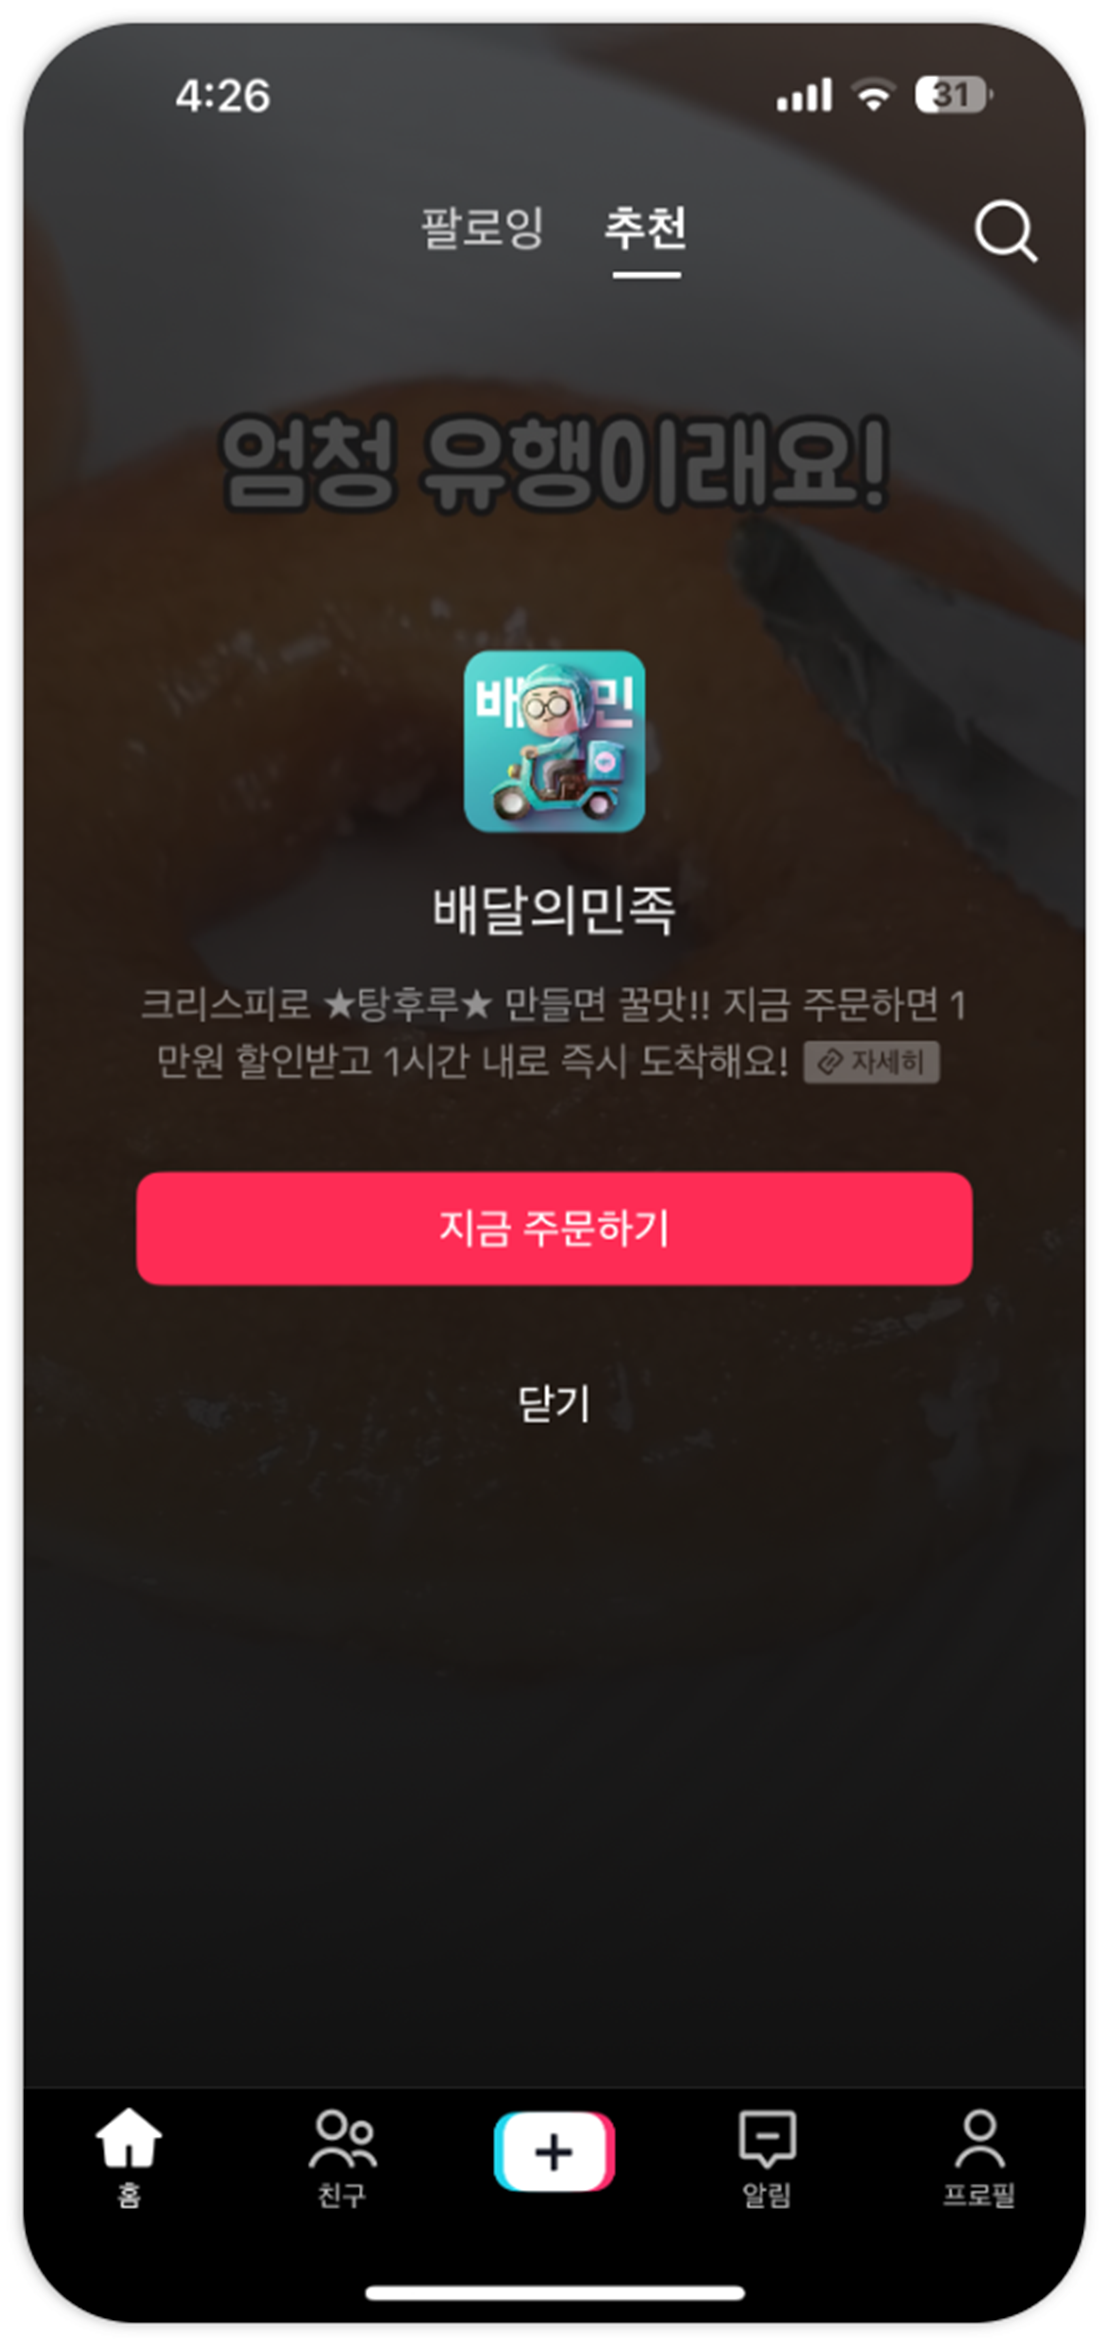 4:26
31
팔로잉 추천
엄청 유행이래요!
배 민
배달의민족
크리스피로 ★탕후루★ 만들면 꿀맛!! 지금 주문하면 1
만원 할인받고 1시간 내로 즉시 도착해요! 자세히
지금 주문하기
닫기
홈 친구 알림 프로필